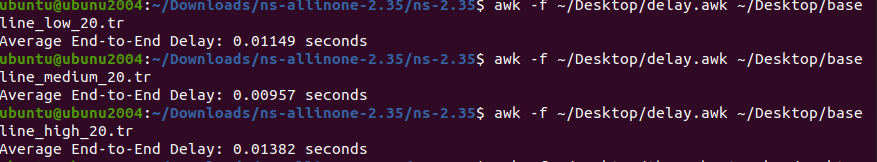 ubuntu@ubunu2004:~/Downloads/ns-allinone-2.35/ns-2.35$ awk -f ~/Desktop/delay.awk ~/Desktop/base
line_low_20.tr
Average End-to-End Delay: 0.01149 seconds
ubuntu@ubunu2004:~/Downloads/ns-allinone-2.35/ns-2.35$ awk -f ~/Desktop/delay.awk ~/Desktop/base
line_medium_20.tr
Average End-to-End Delay: 0.00957 seconds
ubuntu@ubunu2004:~/Downloads/ns-allinone-2.35/ns-2.35$ awk -f ~/Desktop/delay.awk ~/Desktop/base
line_high_20.tr
Average End-to-End Delay: 0.01382 seconds